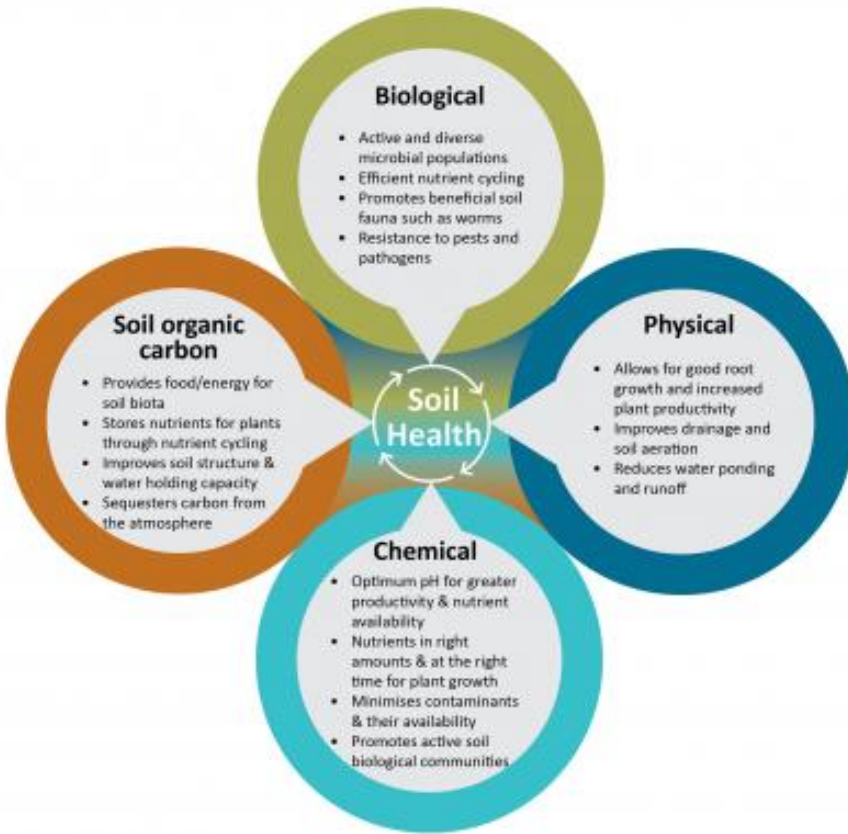 Biological
• Active and diverse
microbial populations
• Efficient nutrient cycling
• Promotes beneficial soil
fauna such as worms
• Resistance to pests and
pathogens
Soil organic
carbon
• Provides food/energy for
soil biota
• Stores nutrients for plants
through nutrient cycling
• Improves soil structure &
water holding capacity
• Sequesters carbon from
the atmosphere
Soil
Health
Physical
• Allows for good root
growth and increased
plant productivity
• Improves drainage and
soil aeration
• Reduces water ponding
and runoff
Chemical
• Optimum pH for greater
productivity & nutrient
availability
• Nutrients in right
amounts & at the right
time for plant growth
• Minimises contaminants
& their availability
• Promotes active soil
biological communities